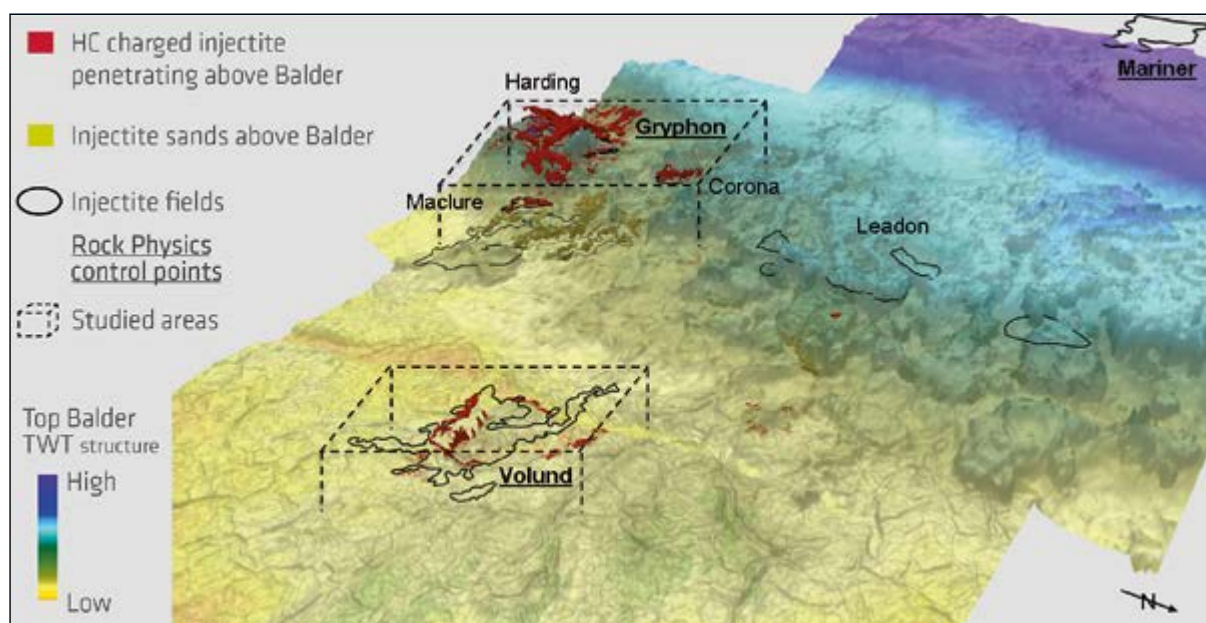 HC charged injectite
penetrating above Balder
Injectite sands above Balder
Injectite fields
Rock Physics
control points
Studied areas
Top Balder
TWT structure
High
Low
Mariner
Harding
Gryphon
Corona
Maclure
Leadon
Volund
N